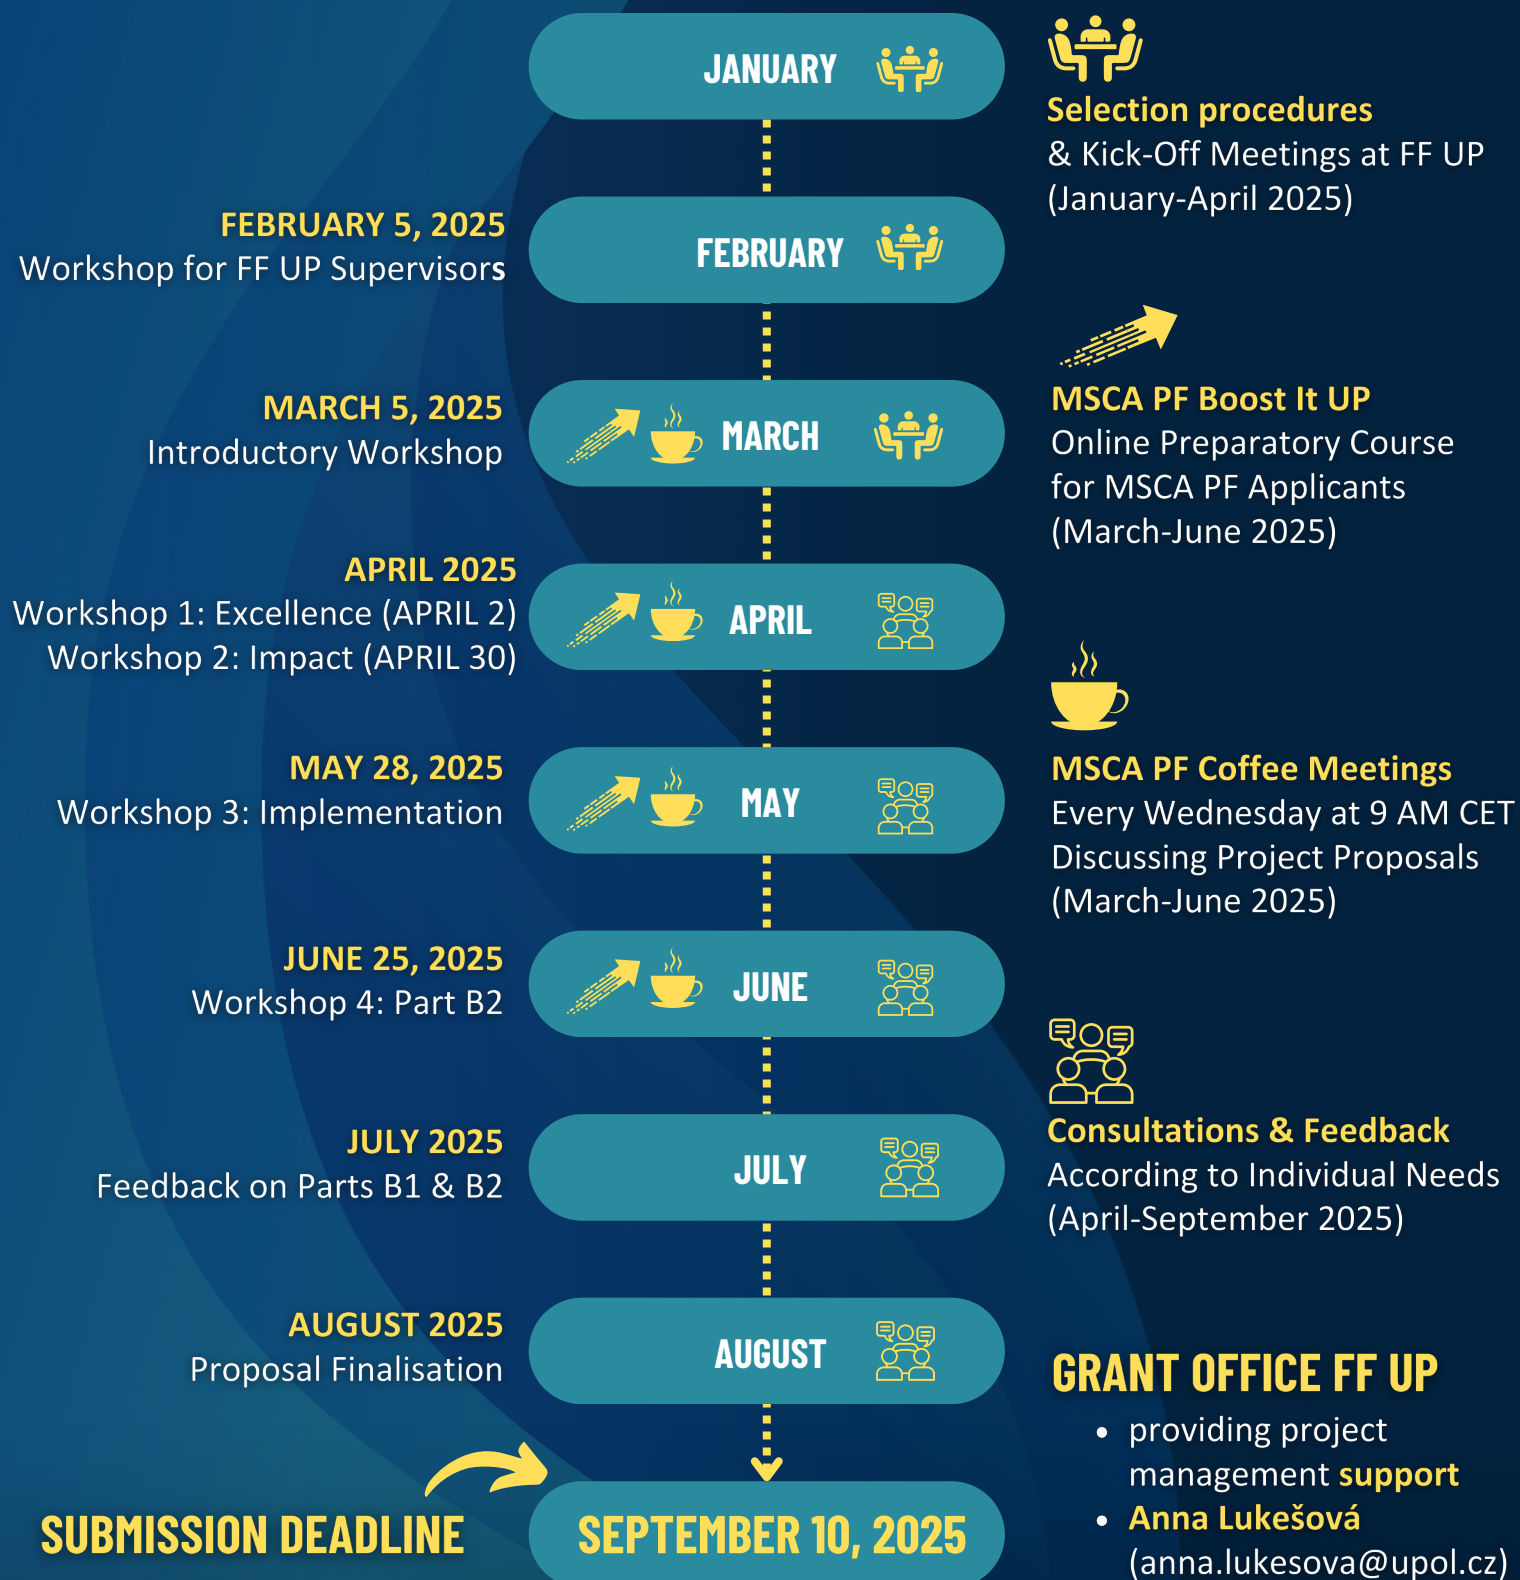 JANUARY
Selection procedures
& Kick-Off Meetings at FF UP
(January-April 2025)
FEBRUARY 5, 2025
Workshop for FF UP Supervisors
FEBRUARY
MARCH 5, 2025
Introductory Workshop
MARCH
MSCA PF Boost It UP
Online Preparatory Course
for MSCA PF Applicants
(March-June 2025)
APRIL 2025
Workshop 1: Excellence (APRIL 2)
Workshop 2: Impact (APRIL 30)
APRIL
MAY 28, 2025
Workshop 3: Implementation
MAY
MSCA PF Coffee Meetings
Every Wednesday at 9 AM CET
Discussing Project Proposals
(March-June 2025)
JUNE 25, 2025
Workshop 4: Part B2
JUNE
JULY 2025
Feedback on Parts B1 & B2
JULY
Consultations & Feedback
According to Individual Needs
(April-September 2025)
AUGUST 2025
Proposal Finalisation
AUGUST
SUBMISSION DEADLINE
SEPTEMBER 10, 2025
GRANT OFFICE FF UP
• providing project
management support
• Anna Lukešová
(anna.lukesova@upol.cz)